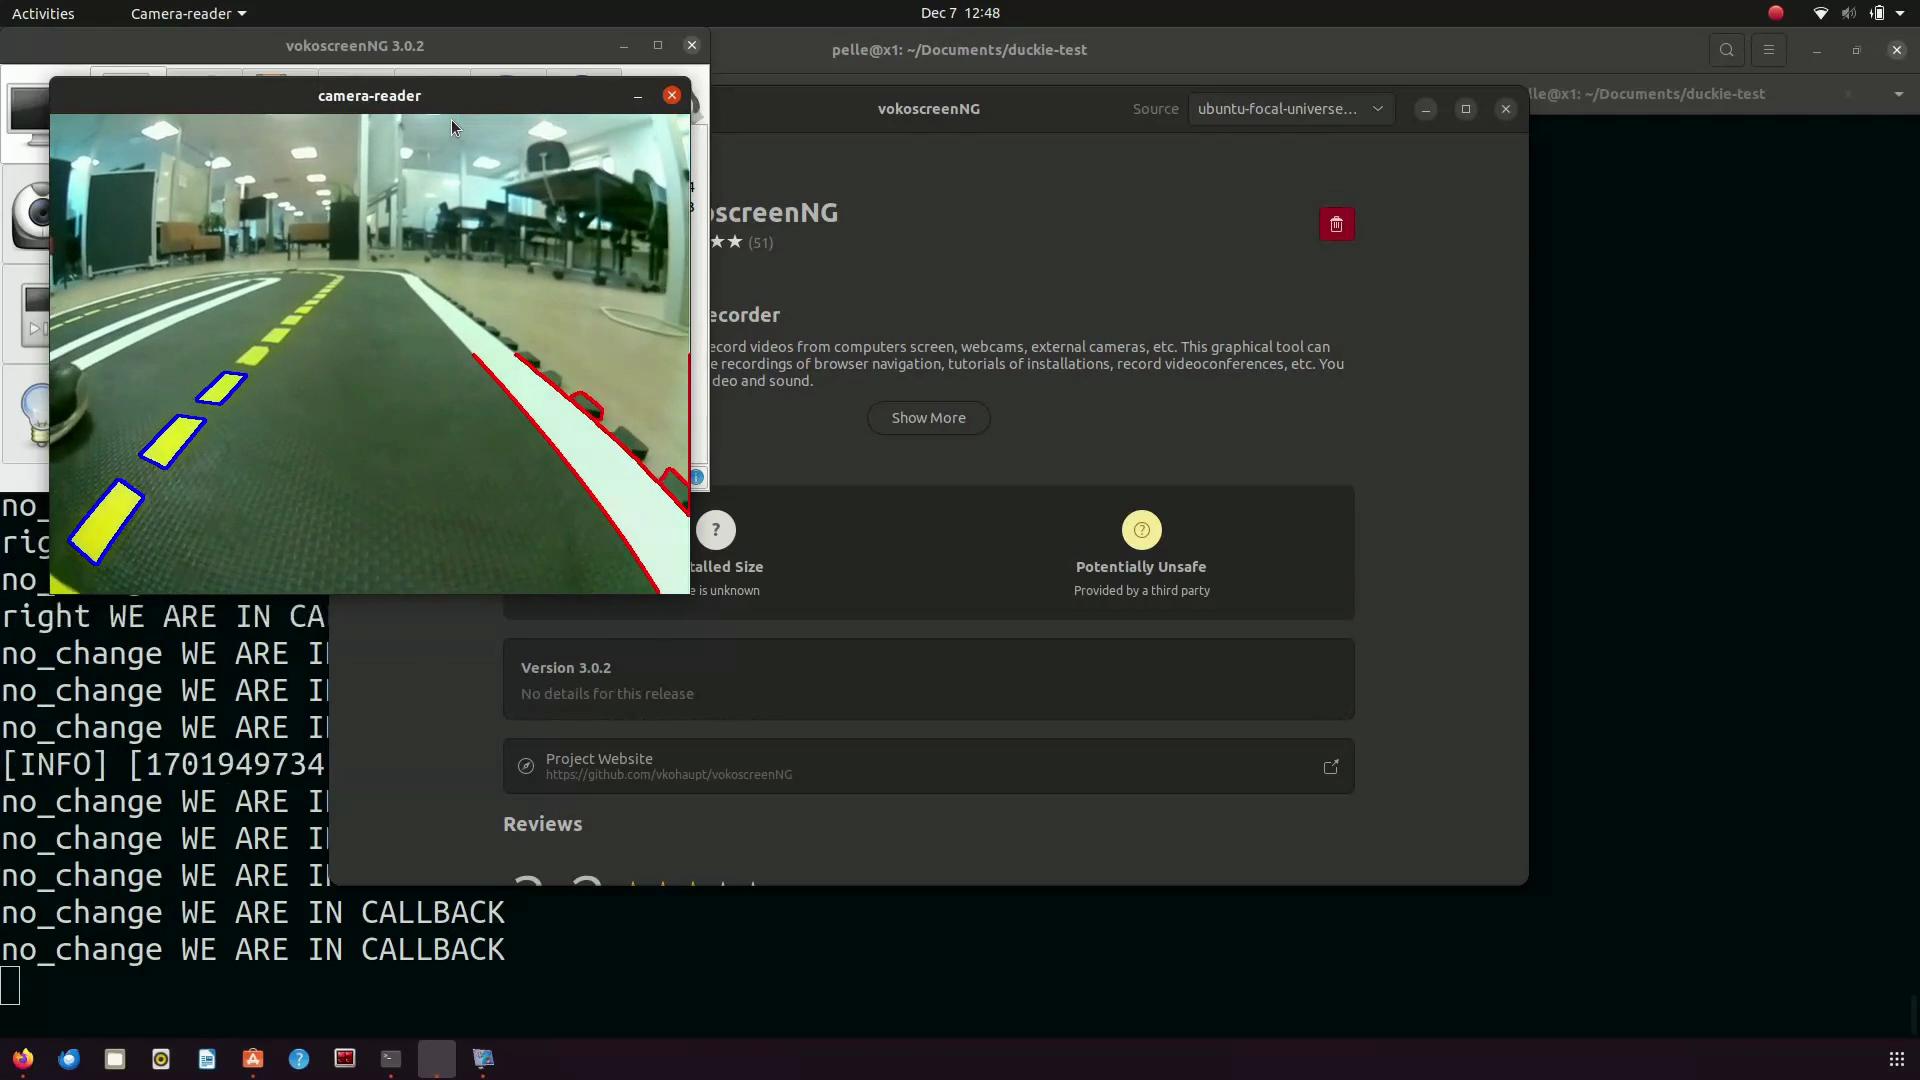 Activities
Camera-reader
Dec 7 12:48
vokoscreenNG 3.0.2
pelle@x1: ~/Documents/duckie-test
camera-reader
vokoscreenNG
Source
ubuntu-focal-universe...
lle@x1: ~/Documents/duckie-test
oscreenNG
(51)
ecorder
ecord videos from computers screen, webcams, external cameras, etc. This graphical tool can
e recordings of browser navigation, tutorials of installations, record videoconferences, etc. You
deo and sound.
Show More
talled Size
e is unknown
Potentially Unsafe
Provided by a third party
Version 3.0.2
No details for this release
Project Website
https://github.com/vkohaupt/vokoscreenNG
Reviews
no_
rig
no_
right WE ARE IN CA
no_change WE ARE I
no_change WE ARE I
no_change WE ARE I
[INFO] [1701949734
no_change WE ARE I
no_change WE ARE I
no_change WE ARE I
no_change WE ARE IN CALLBACK
no_change WE ARE IN CALLBACK